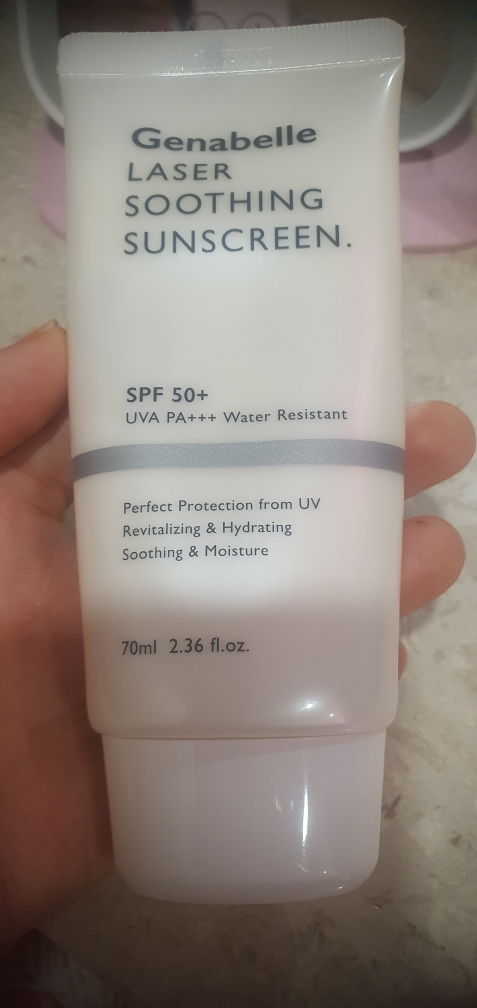 Genabelle
LASER
SOOTHING
SUNSCREEN.
SPF 50+
UVA PA+++ Water Resistant
Perfect Protection from UV
Revitalizing & Hydrating
Soothing & Moisture
70ml 2.36 fl.oz.